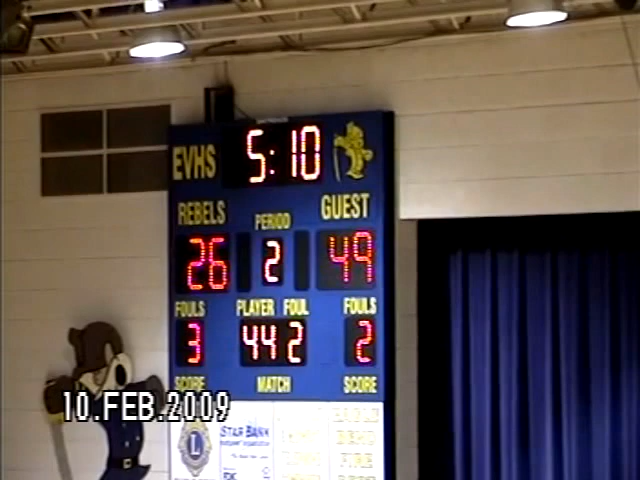 EVHS 5:10
REBELS PERIOD GUEST
26 2 49
FOULS PLAYER FOUL FOULS
3 44 2 2
SCORE MATCH SCORE
10.FEB.2009
L STAR BANK